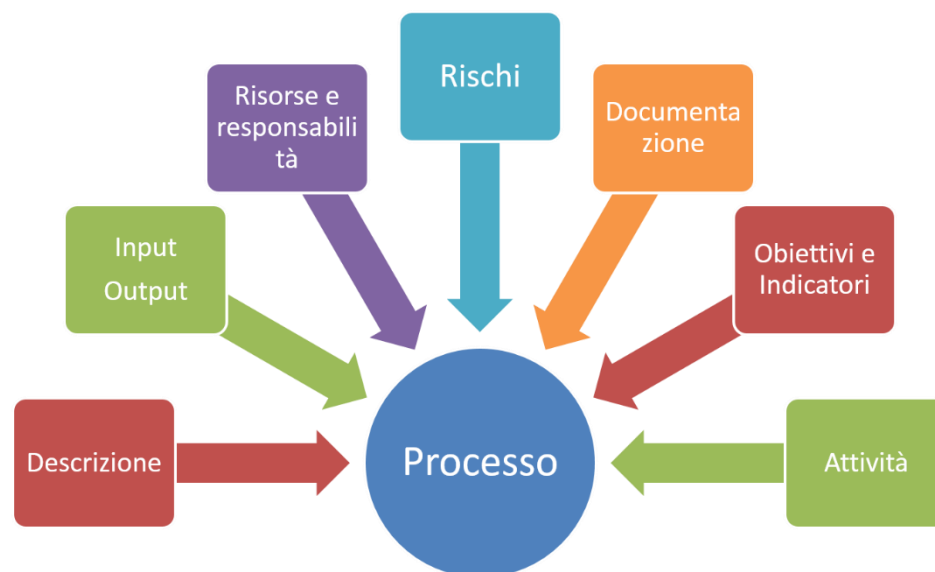 Rischi
Risorse e
responsabili
tà
Documenta
zione
Input
Output
Obiettivi e
Indicatori
Descrizione
Processo
Attività